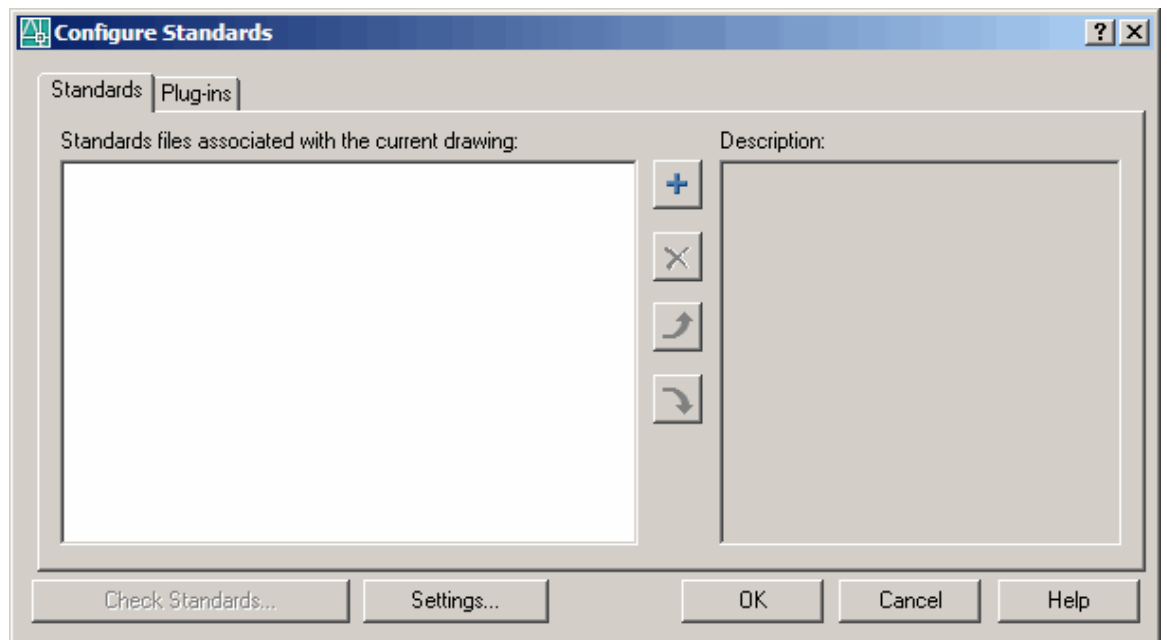 Configure Standards
Standards Plug-ins
Standards files associated with the current drawing:
Description:
Check Standards... Settings... OK Cancel Help